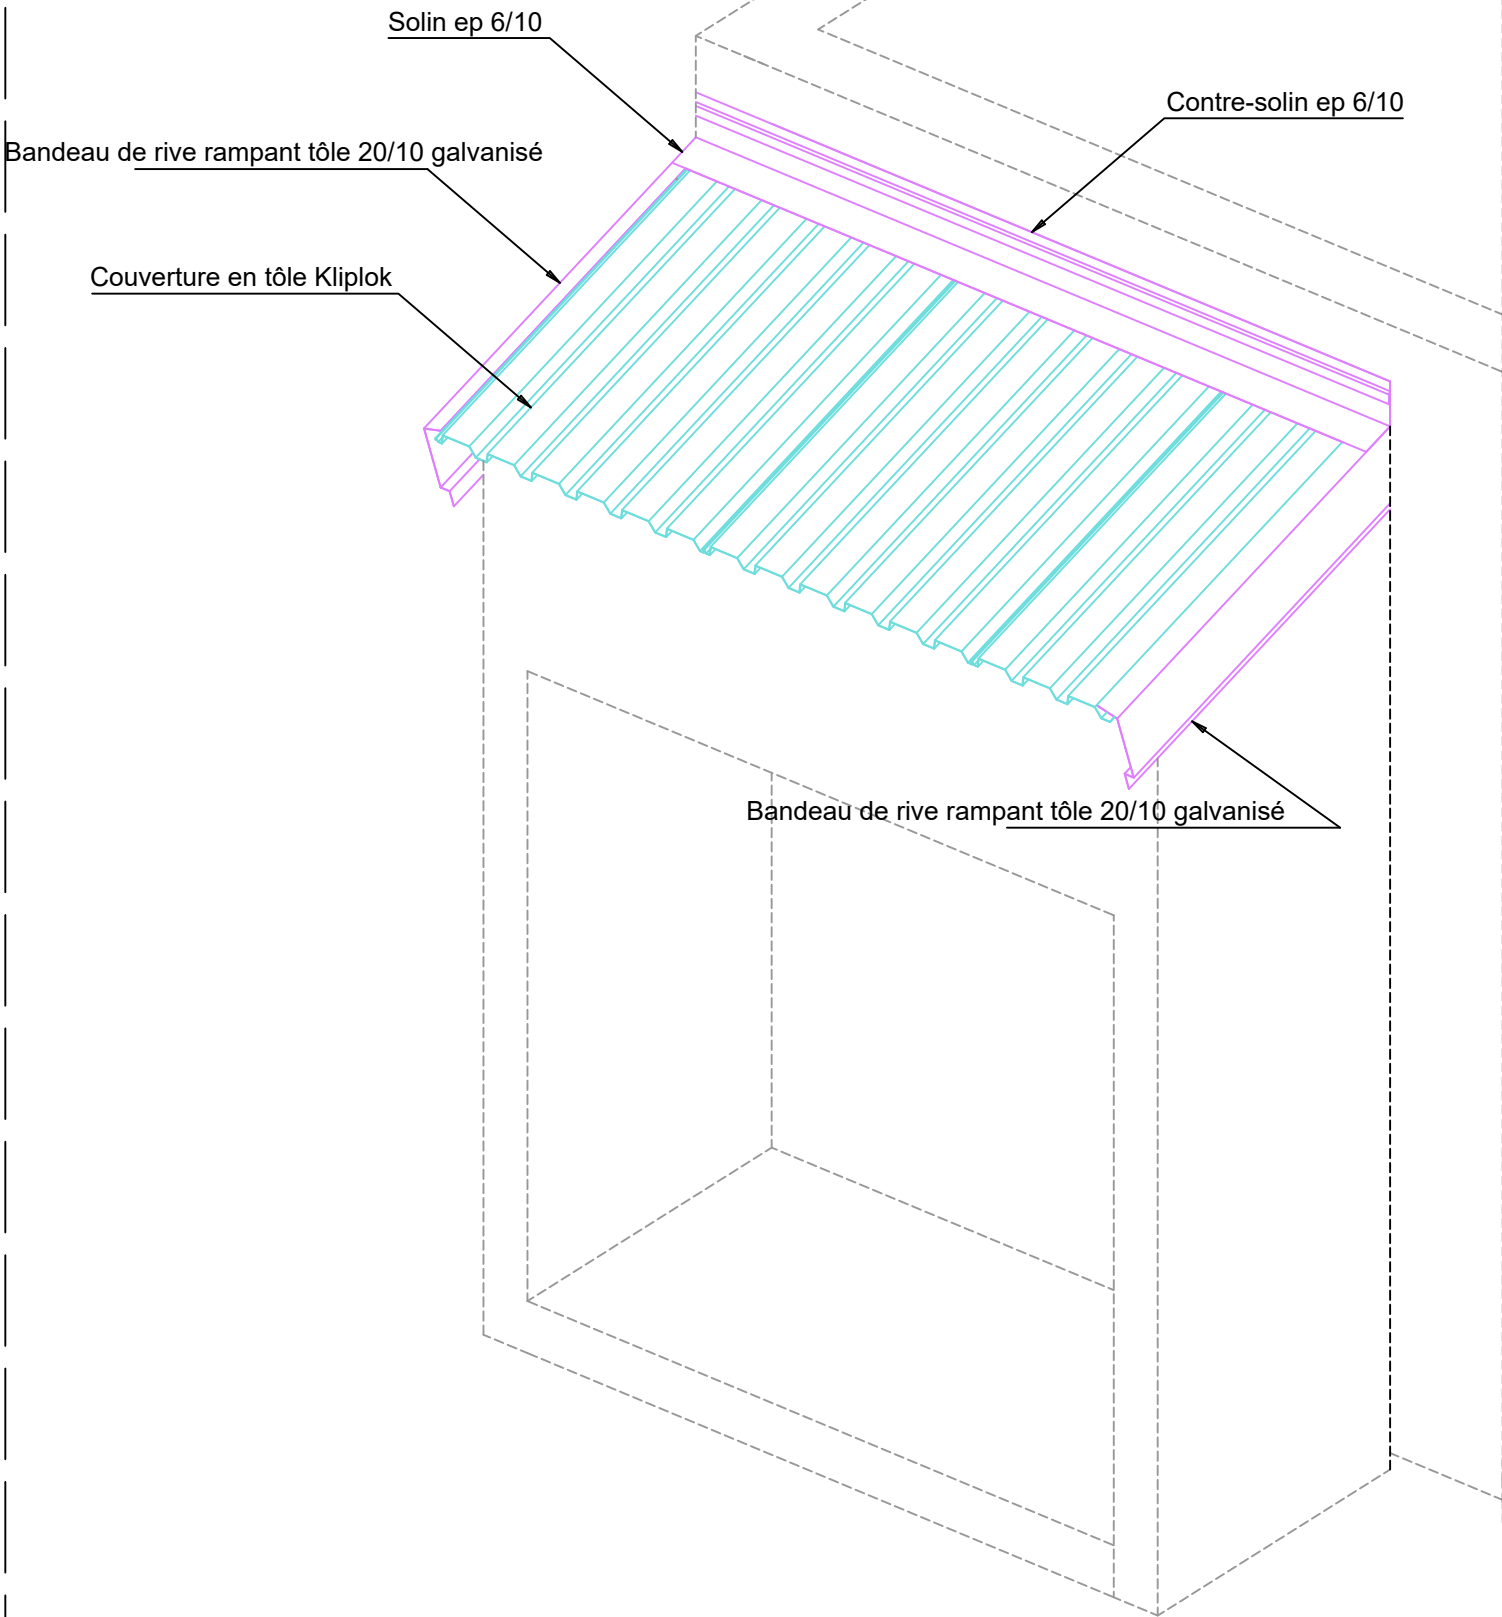 Solin ep 6/10
Contre-solin ep 6/10
Bandeau de rive rampant tôle 20/10 galvanisé
Couverture en tôle Kliplok
Bandeau de rive rampant tôle 20/10 galvanisé